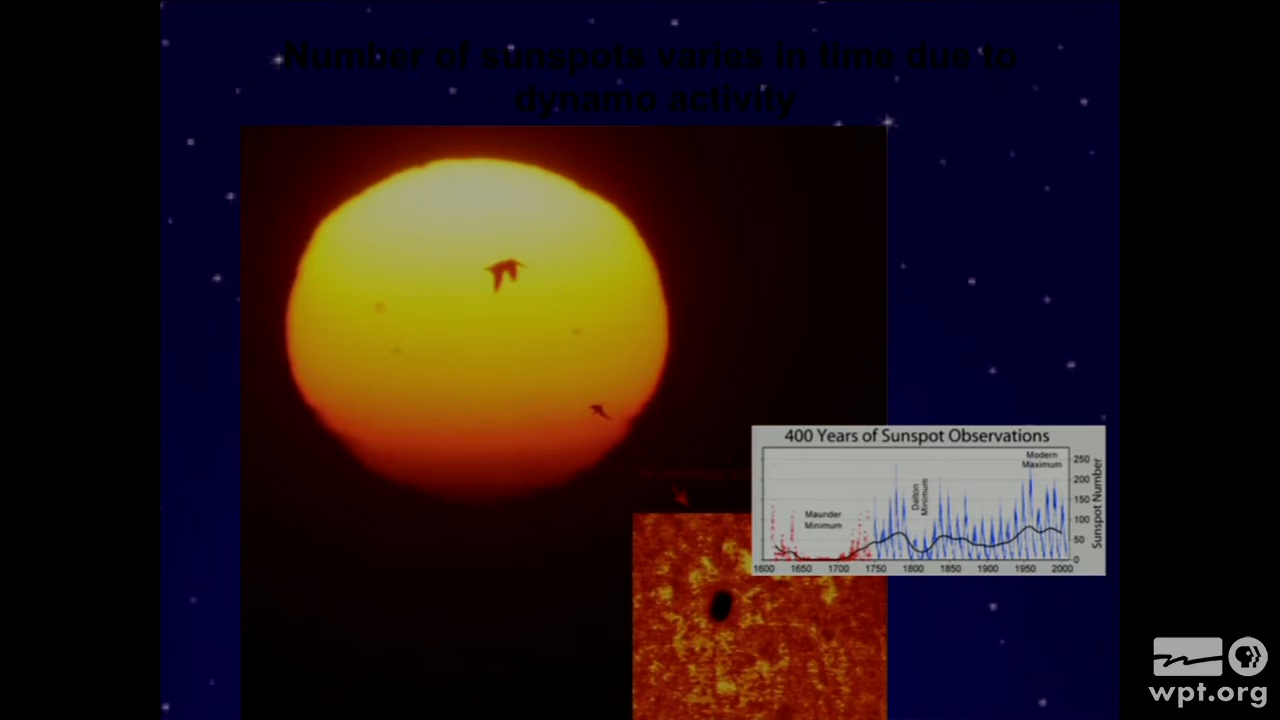 Number of sunspots varies in time due to
dynamo activity
400 Years of Sunspot Observations
Modern
Maximum
Dalton
Minimum
Maunder
Minimum
250
200
150
100
50
0
Sunspot Number
1600 1650 1700 1750 1800 1850 1900 1950 2000
wpt.org